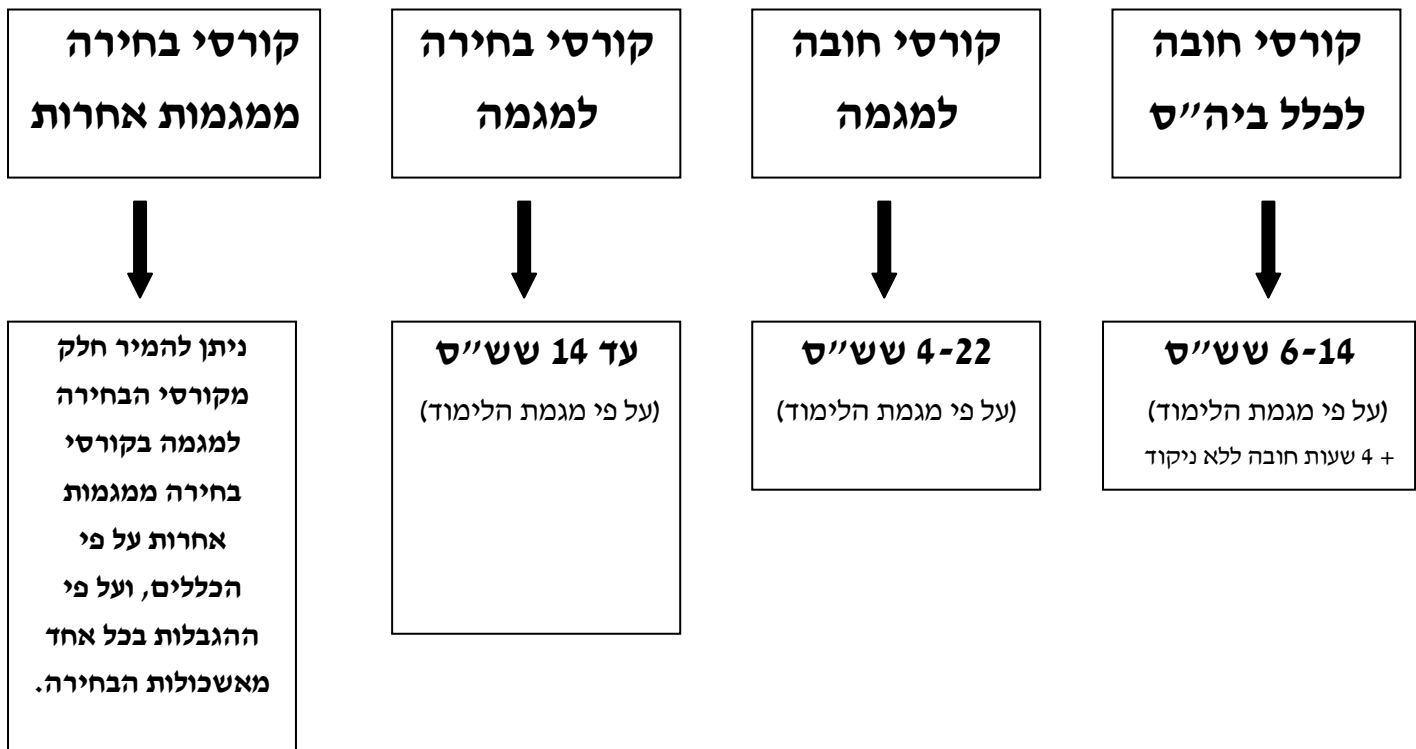 קורסי חובה
לכלל ביה״ס
קורסי חובה
למגמה
קורסי בחירה
למגמה
קורסי בחירה
ממגמות אחרות
6-14 שש״ס
(על פי מגמת הלימוד)
+ 4 שעות חובה ללא ניקוד
4-22 שש״ס
(על פי מגמת הלימוד)
עד 14 שש״ס
(על פי מגמת הלימוד)
ניתן להמיר חלק
מקורסי הבחירה
למגמה בקורסי
בחירה ממגמות
אחרות על פי
הכללים, ועל פי
ההגבלות בכל אחד
מאשכולות הבחירה.